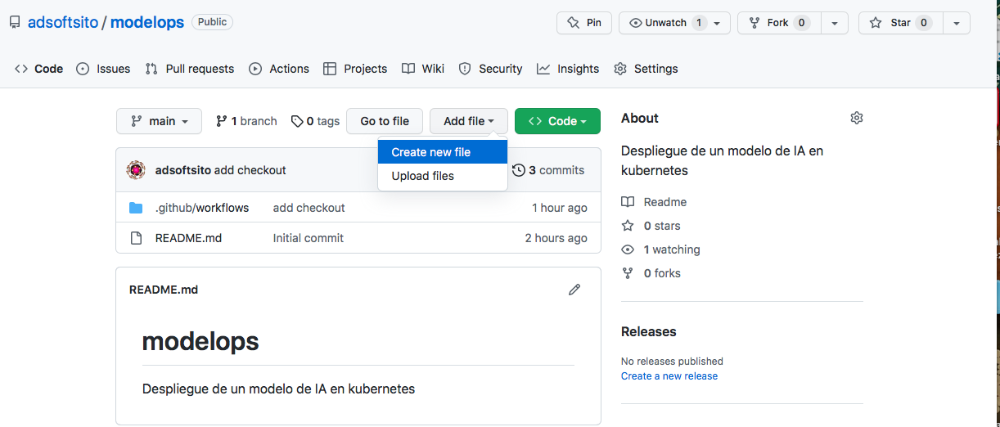 adsoftsito / modelops Public Pin Unwatch 1 Fork 0 Star 0
Code Issues Pull requests Actions Projects Wiki Security Insights Settings
main 1 branch 0 tags Go to file Add file Code
Create new file
Upload files
adsoftsito add checkout 3 commits
.github/workflows add checkout 1 hour ago
README.md Initial commit 2 hours ago
README.md
modelops
Despliegue de un modelo de IA en kubernetes
About
Despliegue de un modelo de IA en
kubernetes
Readme
0 stars
1 watching
0 forks
Releases
No releases published
Create a new release